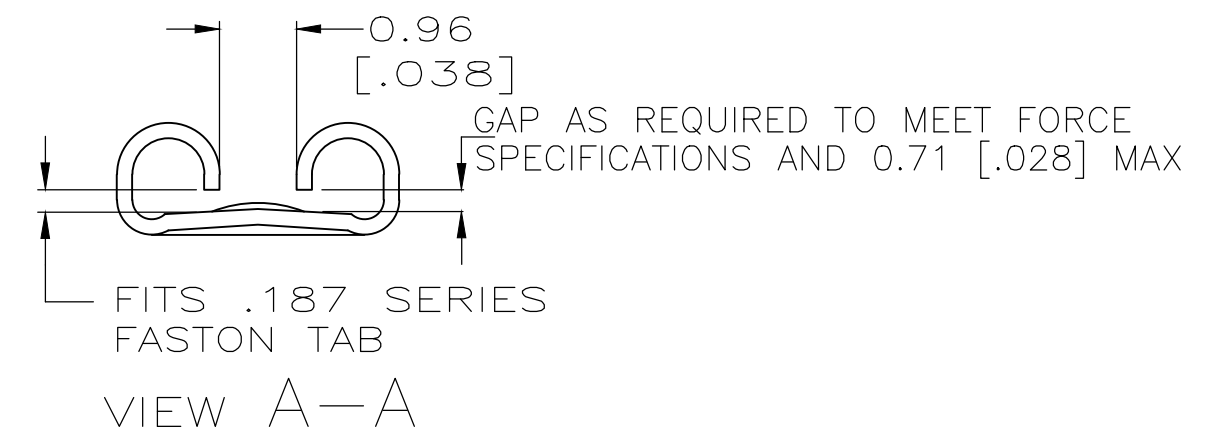 0.96
[.038]
GAP AS REQUIRED TO MEET FORCE
SPECIFICATIONS AND 0.71 [.028] MAX
FITS .187 SERIES
FASTON TAB
VIEW A-A